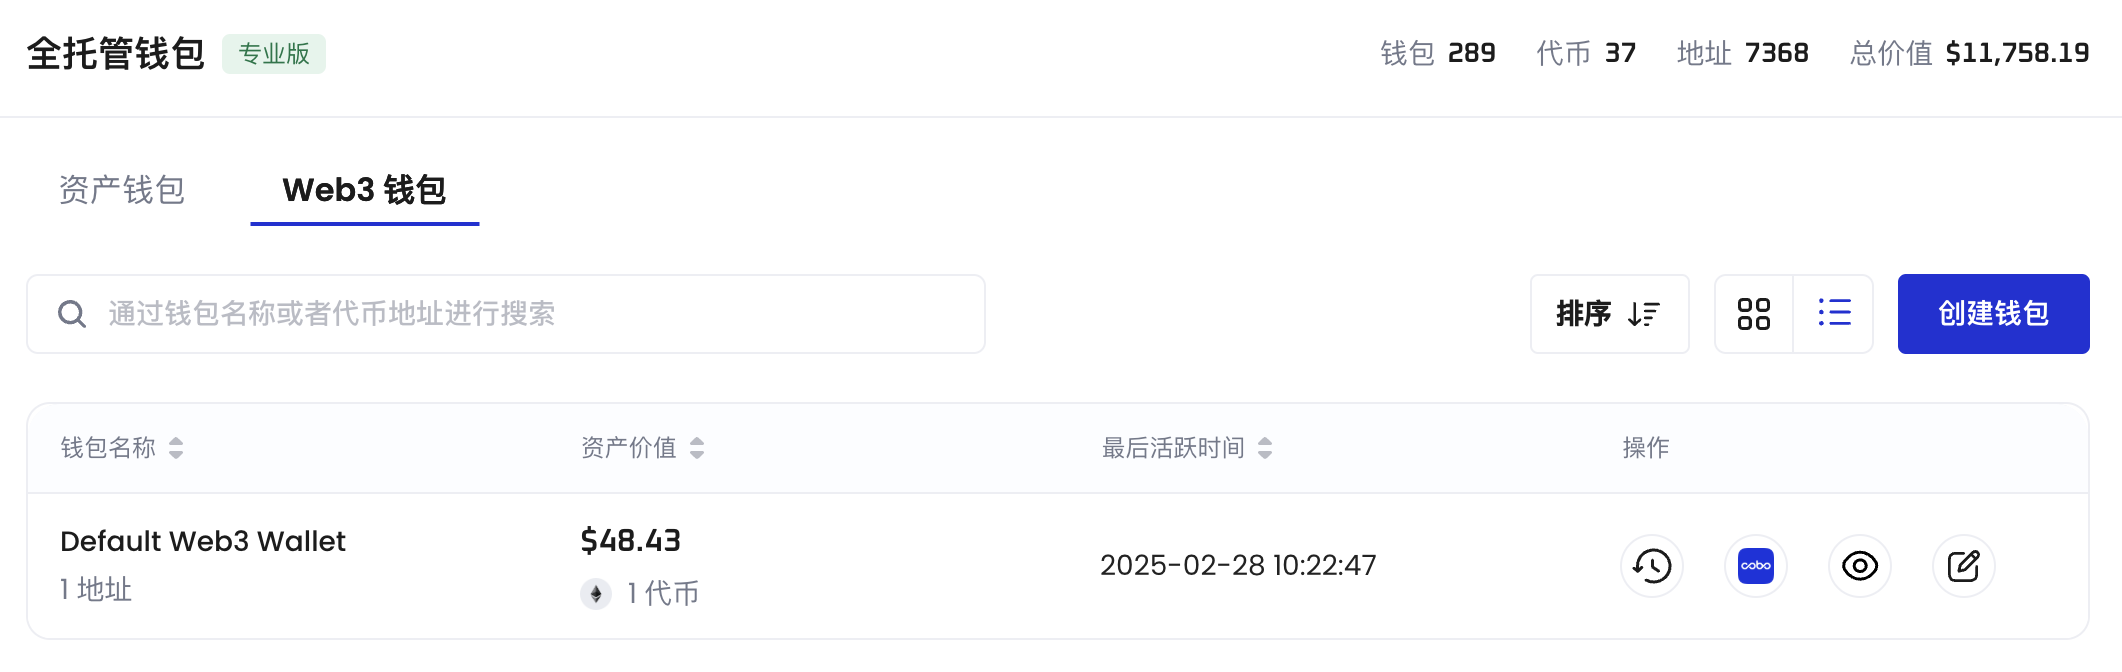 全托管钱包 专业版 钱包 289 代币 37 地址 7368 总价值 $11,758.19
资产钱包 Web3 钱包
通过钱包名称或者代币地址进行搜索 排序 创建钱包
钱包名称 资产价值 最后活跃时间 操作
Default Web3 Wallet $48.43
2025-02-28 10:22:47 cobo
1 地址 1 代币